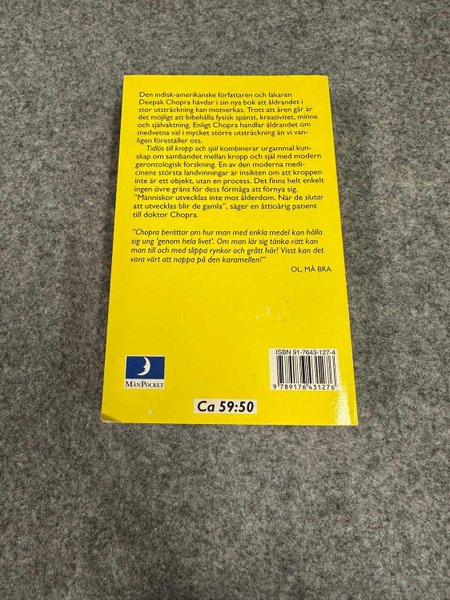 Den indisk-amerikanske författaren och läkaren
Deepak Chopra hävdar i sin nya bok att åldrandet i
stor utsträckning kan motverkas. Trots att åren går är
det möjligt att bibehålla fysisk spänst, kreativitet, minne
och självaktning. Enligt Chopra handlar åldrandet om
medvetna val i mycket större utsträckning än vi van-
ligen föreställer oss.
Tidlös till kropp och själ kombinerar urgammal kun-
skap om sambandet mellan kropp och själ med modern
gerontologisk forskning. En av den moderna medi-
cinens största landvinningar är insikten om att kroppen
inte är ett objekt, utan en process. Det finns helt enkelt
ingen övre gräns för dess förmåga att förnya sig.
"Människor utvecklas inte mot ålderdom. När de slutar
att utvecklas blir de gamla", säger en åttioårig patient
till doktor Chopra.
"Chopra berättar om hur man med enkla medel kan hålla
sig ung 'genom hela livet'. Om man lär sig tänka rätt kan
man till och med slippa rynkor och grått hår! Visst kan det
vara värt att nappa på den karamellen!"
OL, MÅ BRA
ISBN 91-7643-127-4
9 789176 431276
MÅNPOCKET
Ca 59:50